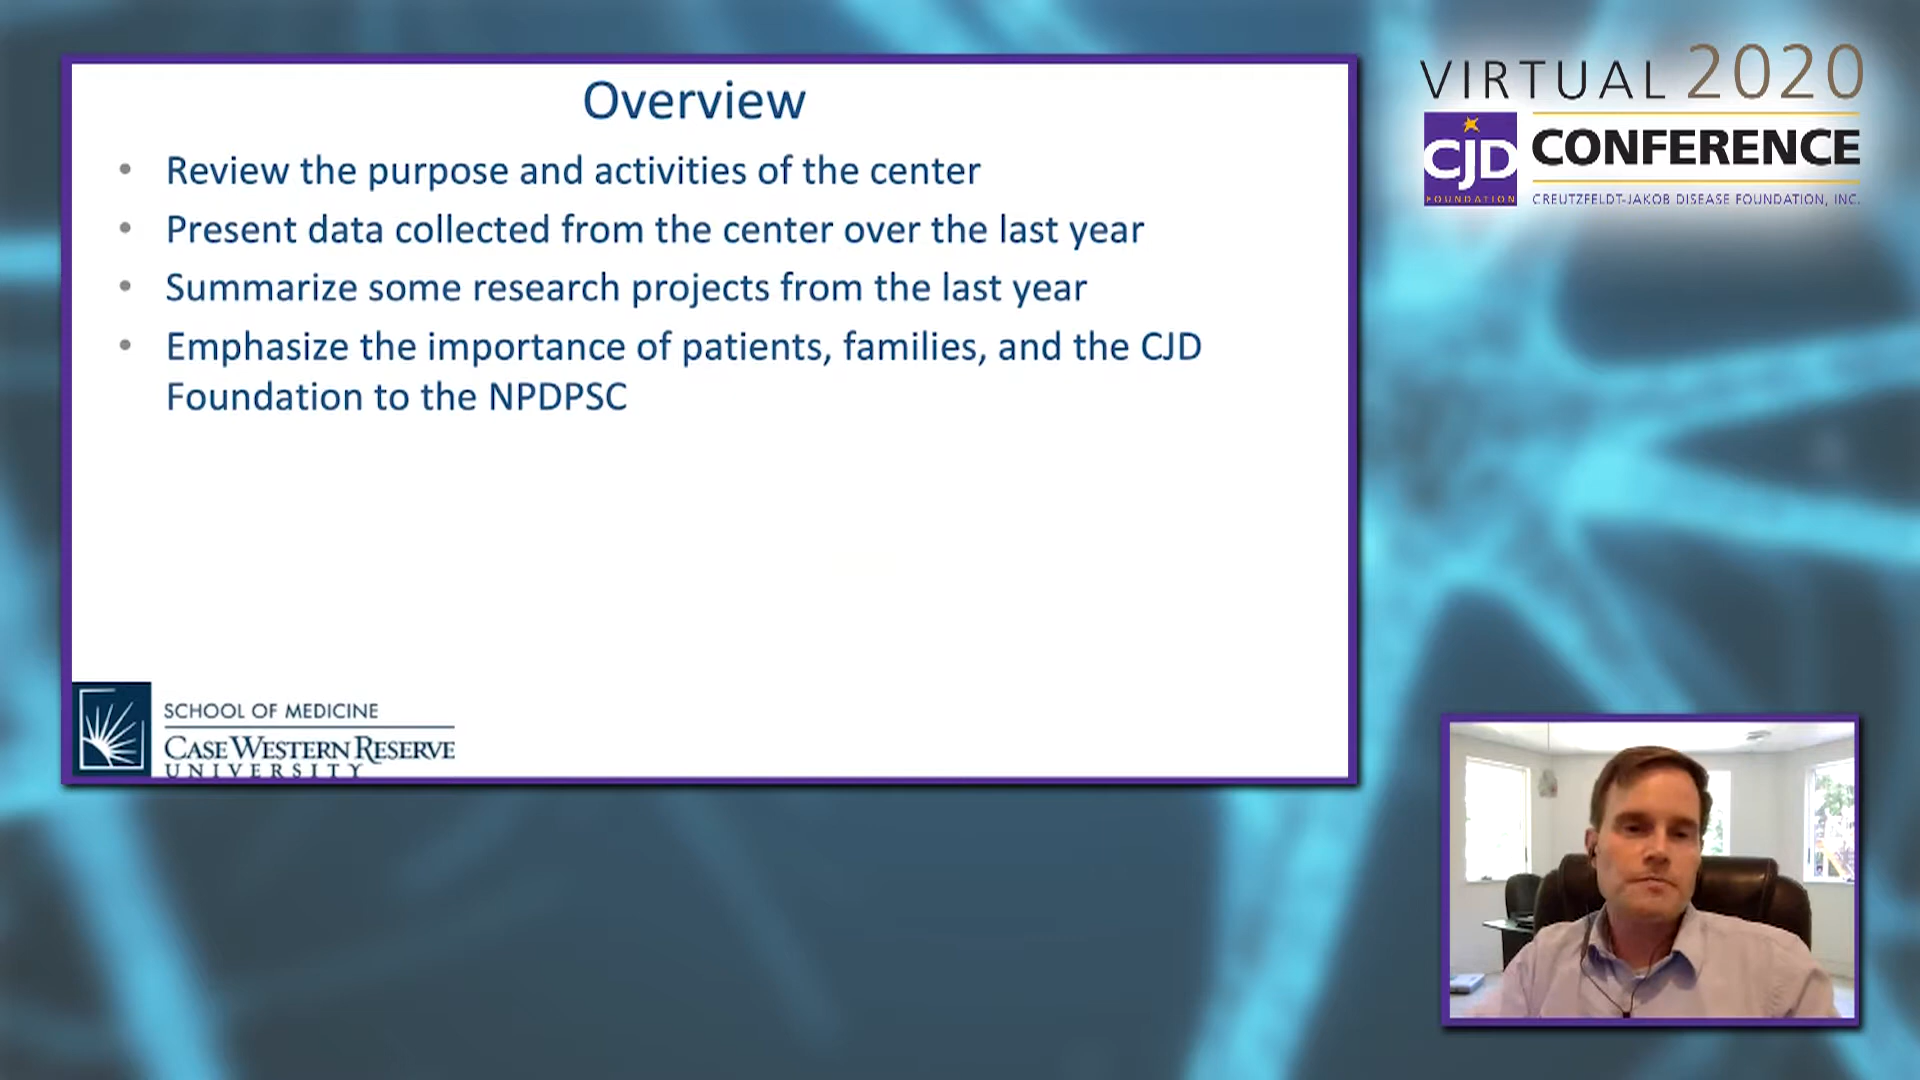 Overview
• Review the purpose and activities of the center
• Present data collected from the center over the last year
• Summarize some research projects from the last year
• Emphasize the importance of patients, families, and the CJD
Foundation to the NPDPSC
SCHOOL OF MEDICINE
CASE WESTERN RESERVE
UNIVERSITY
VIRTUAL 2020
CJD
FOUNDATION
CONFERENCE
CREUTZFELDT-JAKOB DISEASE FOUNDATION, INC.